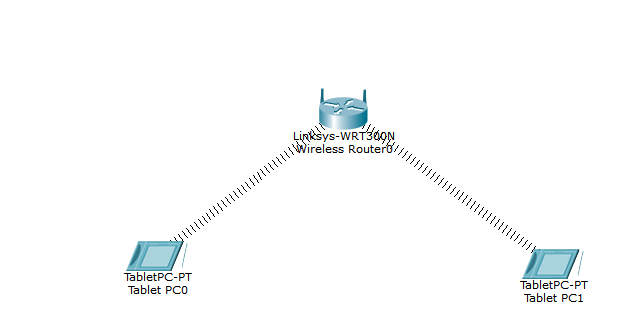 Linksys-WRT300N
Wireless Router0
TabletPC-PT
Tablet PC0
TabletPC-PT
Tablet PC1